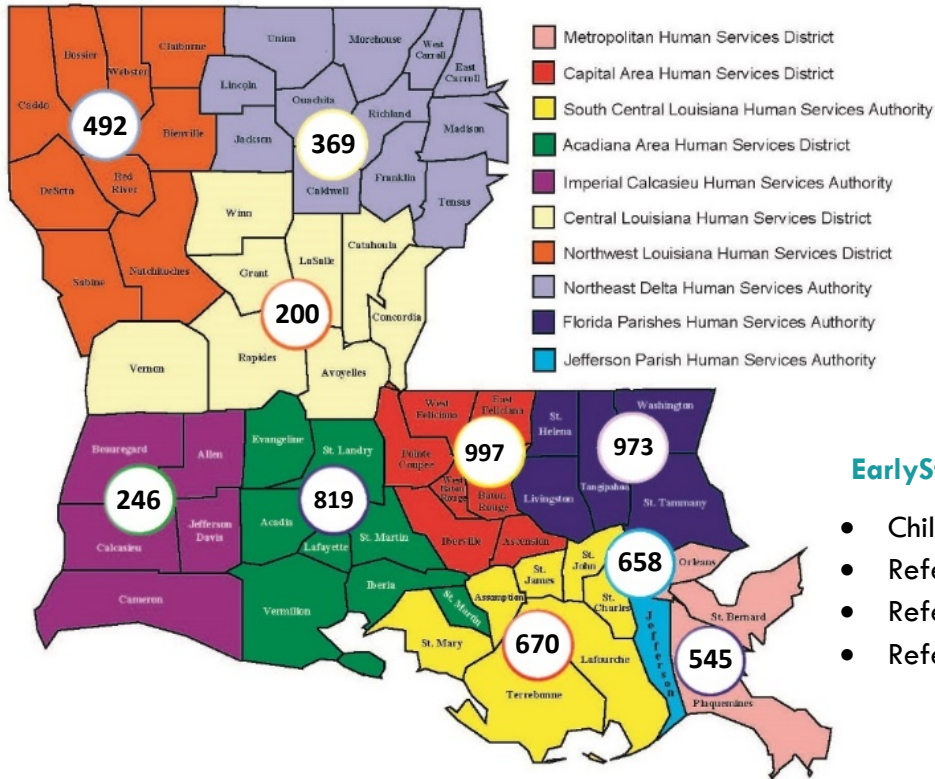 Union
Morehouse
West Carroll
East Carroll
Claiborne
Bossier
Webster
Caddo
Lincoln
Ouachita
Richland
Madison
492
369
Bienville
Jackson
Franklin
Caldwell
Tensas
DeSoto
Red River
Winn
Catahoula
LaSalle
Grant
Sabine
Natchitoches
200
Concordia
Rapides
Vernon
Avoyelles
Metropolitan Human Services District
Capital Area Human Services District
South Central Louisiana Human Services Authority
Acadiana Area Human Services District
Imperial Calcasieu Human Services Authority
Central Louisiana Human Services District
Northwest Louisiana Human Services District
Northeast Delta Human Services Authority
Florida Parishes Human Services Authority
Jefferson Parish Human Services Authority
West Feliciana
East Feliciana
Washington
St. Helena
Evangeline
St. Landry
Beauregard
Allen
Pointe Coupee
997
973
246
819
West Baton Rouge
Baton Rouge
Livingston
Tangipahoa
St. Tammany
Acadia
Jefferson Davis
Calcasieu
Lafayette
St. Martin
Iberville
Ascension
St. John
658
Orleans
Cameron
Vermilion
Iberia
St. Martin
Assumption
St. James
St. Charles
St. Bernard
Jefferson
St. Mary
670
Lafourche
545
Terrebonne
Plaquemines
EarlyS
• Chil
• Refe
• Refe
• Refe